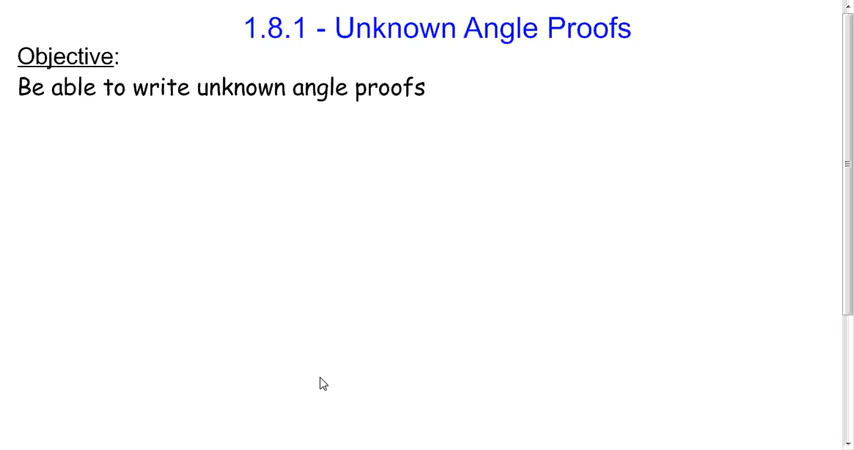 1.8.1 - Unknown Angle Proofs
Objective:
Be able to write unknown angle proofs